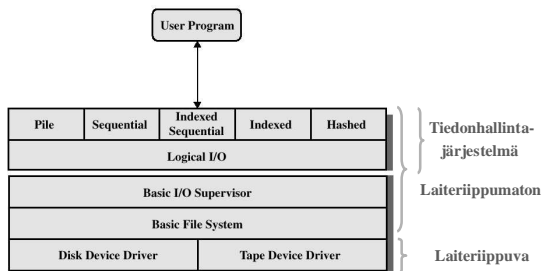 User Program
Pile Sequential Indexed Sequential Indexed Hashed
Logical I/O
Basic I/O Supervisor
Basic File System
Disk Device Driver Tape Device Driver
Tiedonhallinta-
järjestelmä
Laiteriippumaton
Laiteriippuva